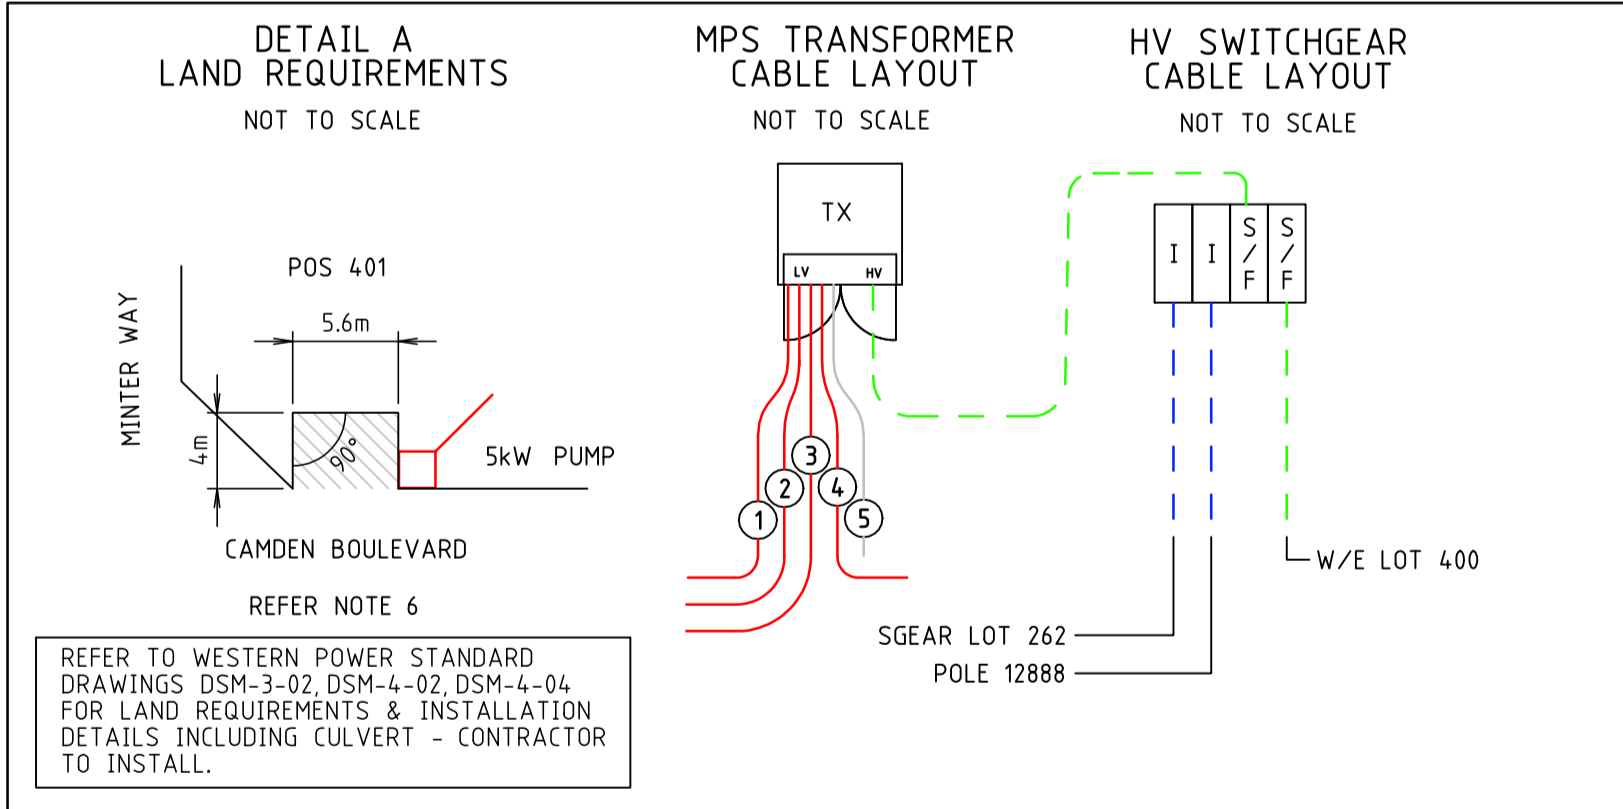 DETAIL A
LAND REQUIREMENTS
NOT TO SCALE
POS 401
5.6m
MINTER WAY
4m
90°
5kW PUMP
CAMDEN BOULEVARD
REFER NOTE 6
REFER TO WESTERN POWER STANDARD
DRAWINGS DSM-3-02, DSM-4-02, DSM-4-04
FOR LAND REQUIREMENTS & INSTALLATION
DETAILS INCLUDING CULVERT - CONTRACTOR
TO INSTALL.
MPS TRANSFORMER
CABLE LAYOUT
NOT TO SCALE
TX
LV
HV
1
2
3
4
5
HV SWITCHGEAR
CABLE LAYOUT
NOT TO SCALE
I
I
S/F
S/F
W/E LOT 400
SGEAR LOT 262
POLE 12888